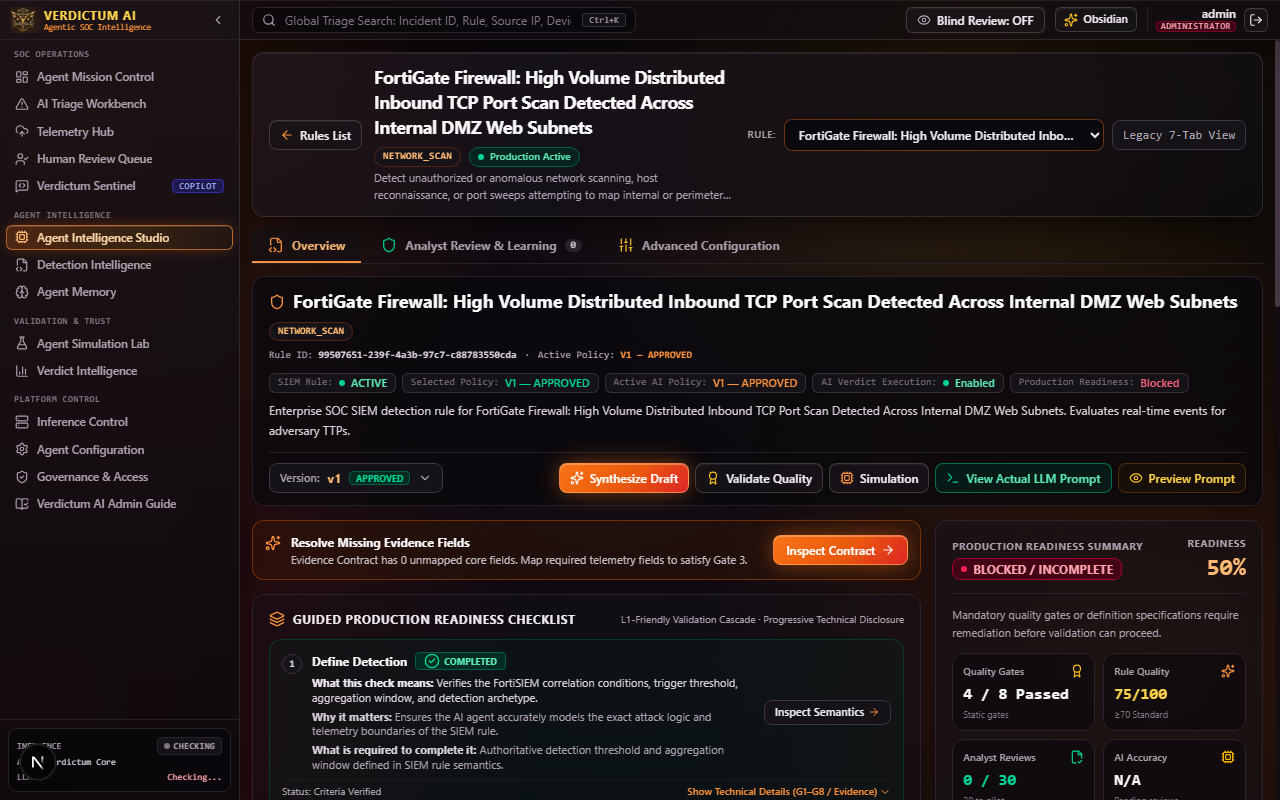 VERDICTUM AI
Agentic SOC Intelligence
Global Triage Search: Incident ID, Rule, Source IP, Devi
Ctrl+K
Blind Review: OFF
Obsidian
admin
ADMINISTRATOR
SOC OPERATIONS
Agent Mission Control
AI Triage Workbench
Telemetry Hub
Human Review Queue
Verdictum Sentinel
COPILOT
AGENT INTELLIGENCE
Agent Intelligence Studio
Detection Intelligence
Agent Memory
VALIDATION & TRUST
Agent Simulation Lab
Verdict Intelligence
PLATFORM CONTROL
Inference Control
Agent Configuration
Governance & Access
Verdictum AI Admin Guide
CHECKING
rdictum Core
Checking...
N
Rules List
FortiGate Firewall: High Volume Distributed
Inbound TCP Port Scan Detected Across
Internal DMZ Web Subnets
NETWORK_SCAN
Production Active
Detect unauthorized or anomalous network scanning, host
reconnaissance, or port sweeps attempting to map internal or perimeter...
RULE:
FortiGate Firewall: High Volume Distributed Inbo...
Legacy 7-Tab View
Overview
Analyst Review & Learning
0
Advanced Configuration
FortiGate Firewall: High Volume Distributed Inbound TCP Port Scan Detected Across Internal DMZ Web Subnets
NETWORK_SCAN
Rule ID: 99507651-239f-4a3b-97c7-c88783550cda · Active Policy: V1 — APPROVED
SIEM Rule: ACTIVE
Selected Policy: V1 — APPROVED
Active AI Policy: V1 — APPROVED
AI Verdict Execution: Enabled
Production Readiness: Blocked
Enterprise SOC SIEM detection rule for FortiGate Firewall: High Volume Distributed Inbound TCP Port Scan Detected Across Internal DMZ Web Subnets. Evaluates real-time events for
adversary TTPs.
Version: v1 APPROVED
Synthesize Draft
Validate Quality
Simulation
View Actual LLM Prompt
Preview Prompt
Resolve Missing Evidence Fields
Evidence Contract has 0 unmapped core fields. Map required telemetry fields to satisfy Gate 3.
Inspect Contract
GUIDED PRODUCTION READINESS CHECKLIST
L1-Friendly Validation Cascade · Progressive Technical Disclosure
1
Define Detection
COMPLETED
What this check means: Verifies the FortiSIEM correlation conditions, trigger threshold,
aggregation window, and detection archetype.
Why it matters: Ensures the AI agent accurately models the exact attack logic and
telemetry boundaries of the SIEM rule.
What is required to complete it: Authoritative detection threshold and aggregation
window defined in SIEM rule semantics.
Inspect Semantics
Status: Criteria Verified
Show Technical Details (G1–G8 / Evidence)
PRODUCTION READINESS SUMMARY
BLOCKED / INCOMPLETE
READINESS
50%
Mandatory quality gates or definition specifications require
remediation before validation can proceed.
Quality Gates
4 / 8 Passed
Static gates
Rule Quality
75/100
≥70 Standard
Analyst Reviews
0 / 30
AI Accuracy
N/A